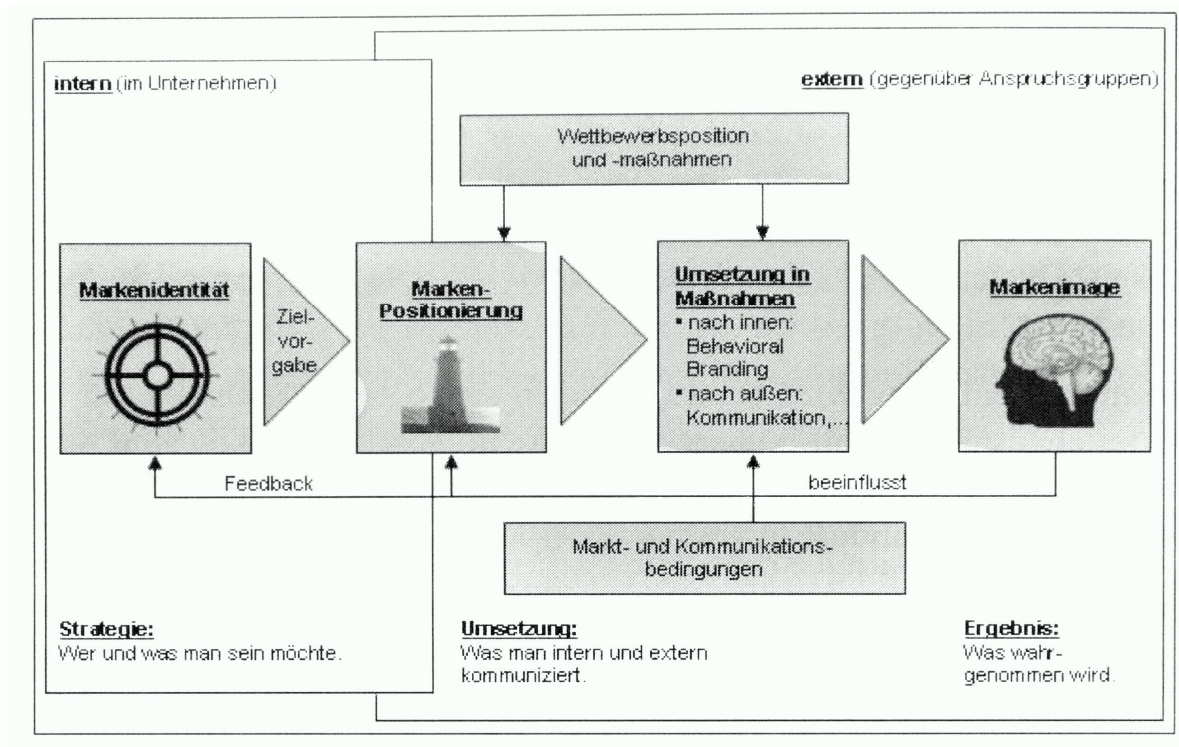 intern (im Unternehmen)
extern (gegenüber Anspruchsgruppen)
Wettbewerbsposition
und -maßnahmen
Markenidentität
Ziel-
vor-
gabe
Marken-
Positionierung
Umsetzung in
Maßnahmen
▪ nach innen:
Behavioral
Branding
▪ nach außen:
Kommunikation,...
Markenimage
Feedback
beeinflusst
Markt- und Kommunikations-
bedingungen
Strategie:
Wer und was man sein möchte.
Umsetzung:
Was man intern und extern
kommuniziert.
Ergebnis:
Was wahr-
genommen wird.